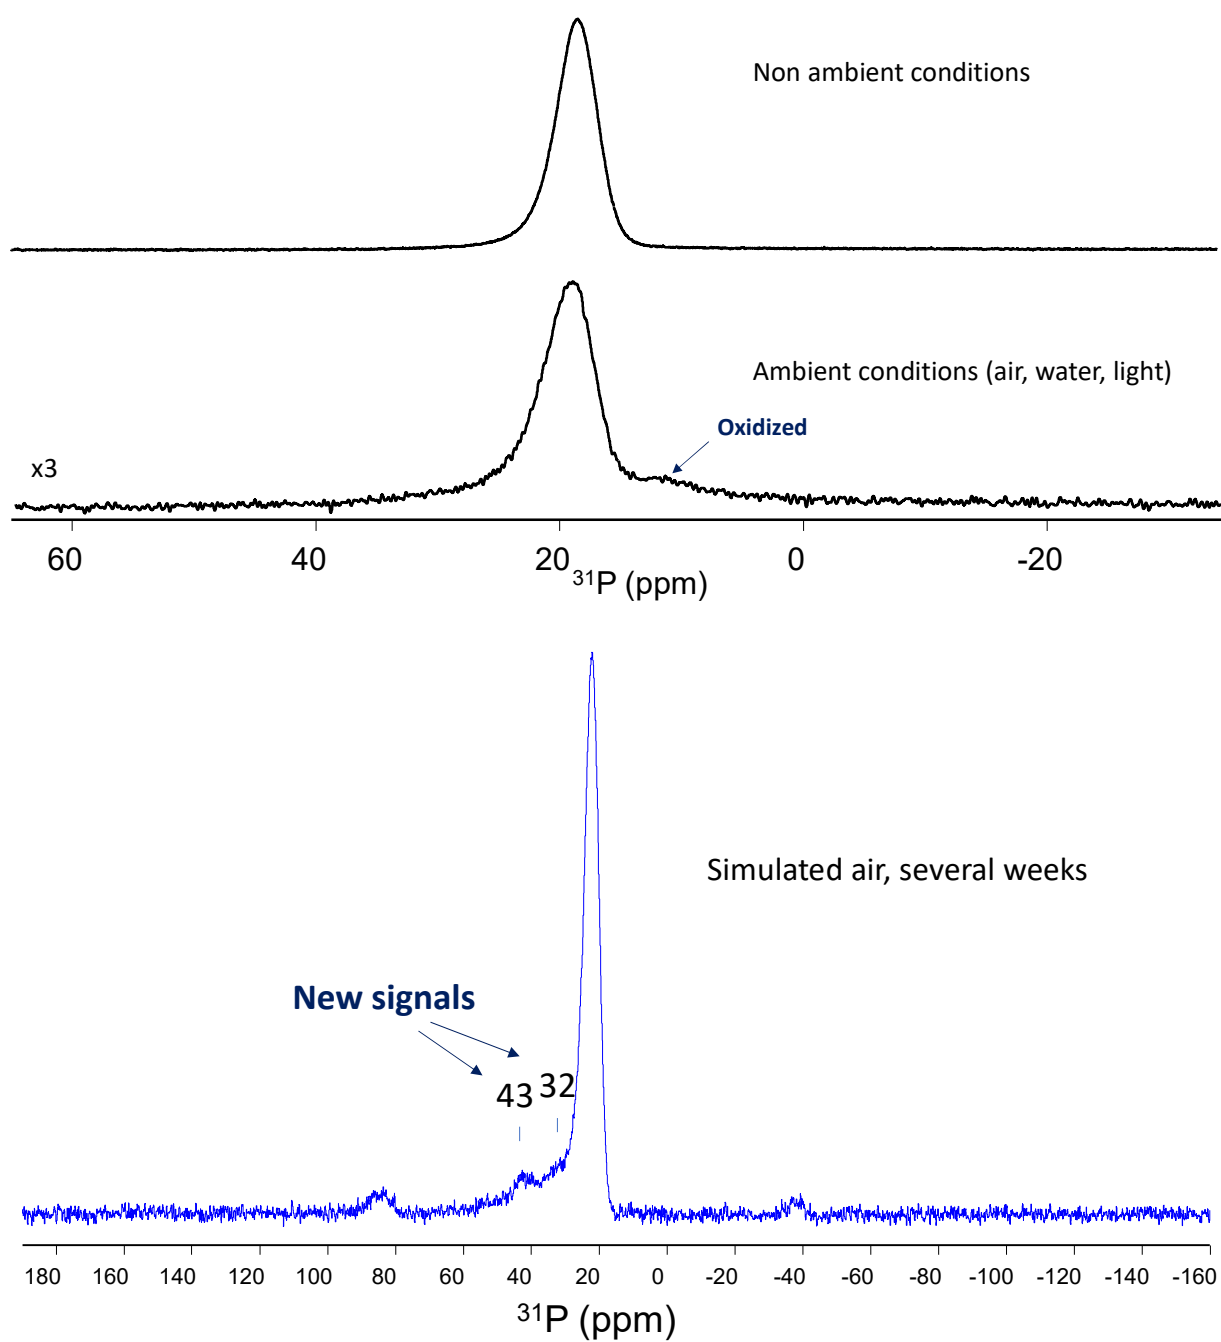 Non ambient conditions
Ambient conditions (air, water, light)
Oxidized
x3
60 40 20 0 -20
³¹P (ppm)
Simulated air, several weeks
New signals
43 32
180 160 140 120 100 80 60 40 20 0 -20 -40 -60 -80 -100 -120 -140 -160
³¹P (ppm)